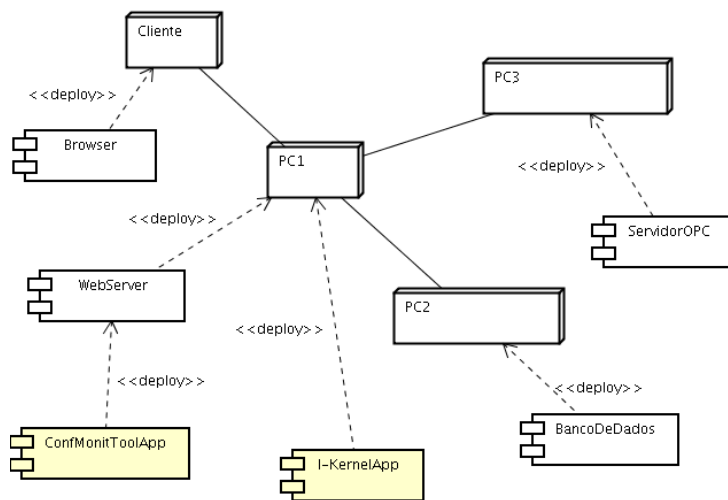 Cliente
PC3
<<deploy>>
Browser
PC1
<<deploy>>
<<deploy>>
ServidorOPC
WebServer
PC2
<<deploy>>
<<deploy>>
<<deploy>>
BancoDeDados
ConfMonitToolApp
I-KernelApp